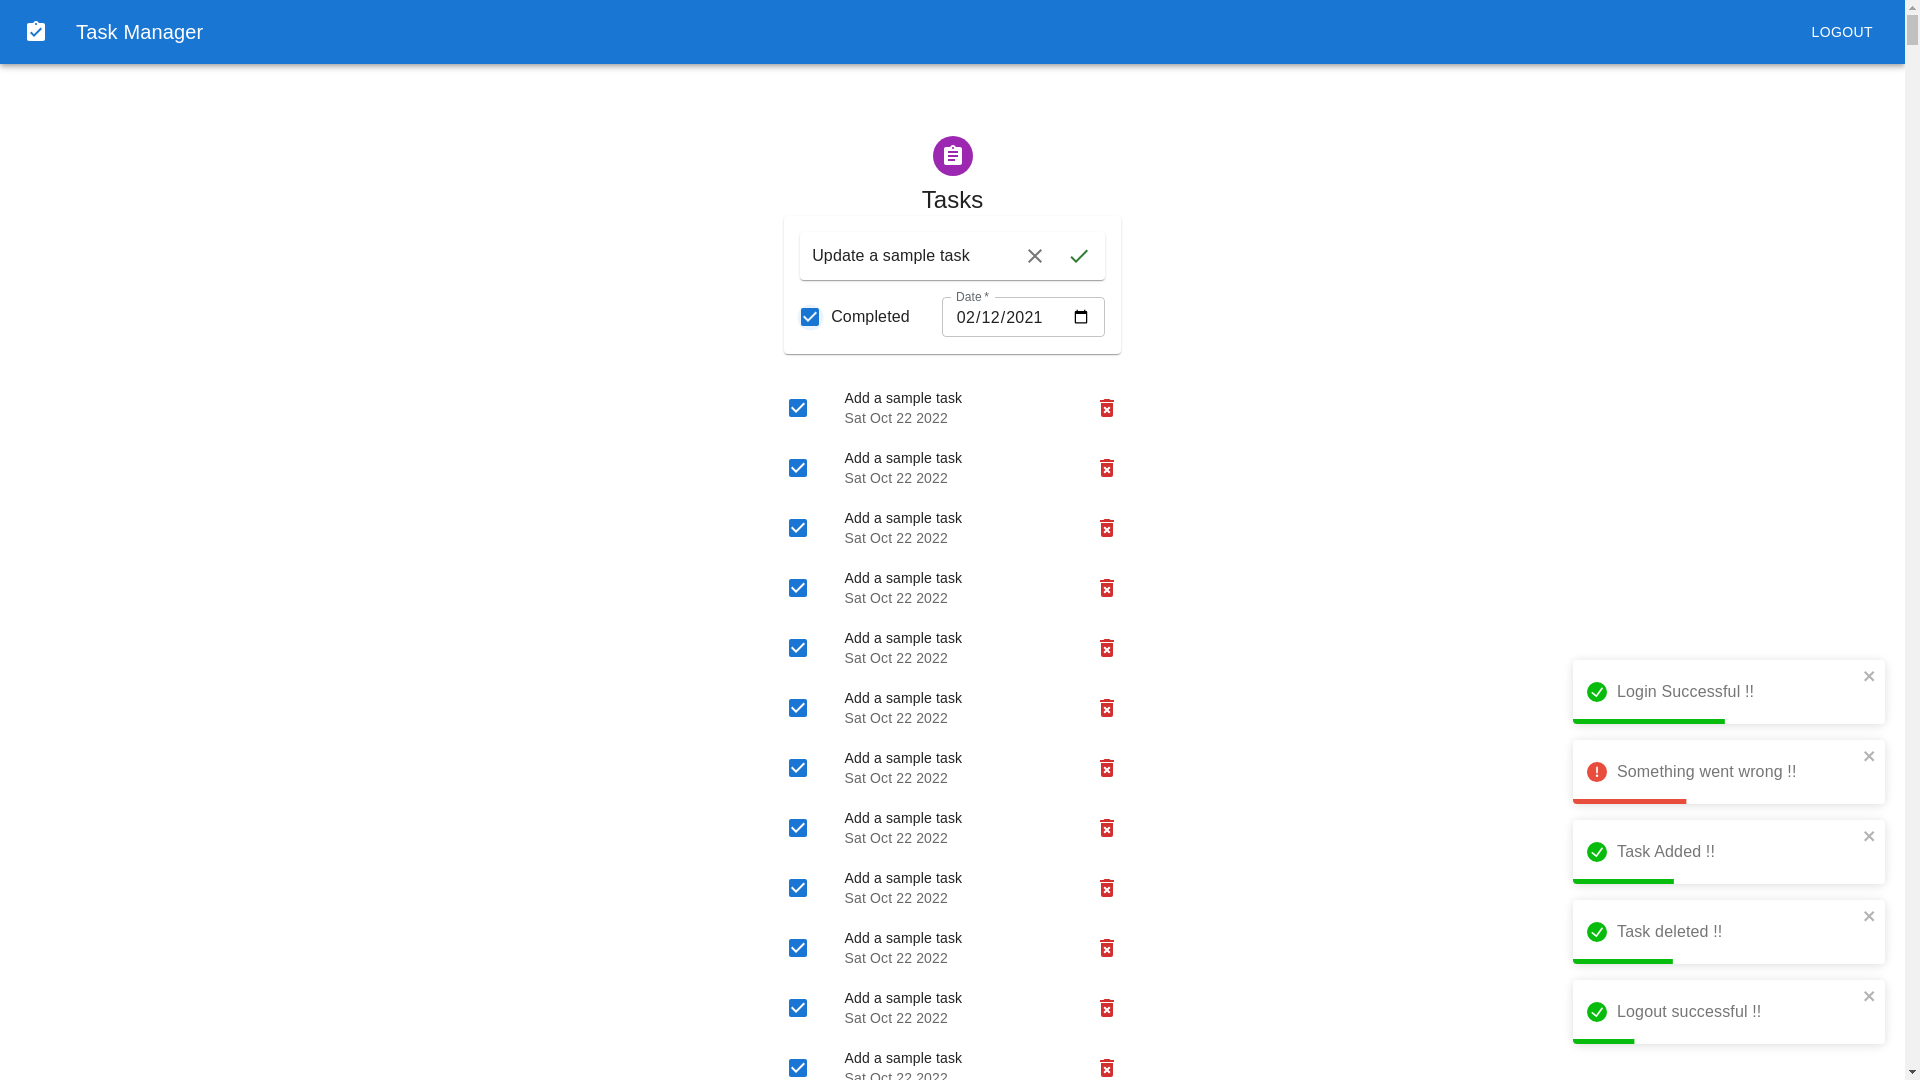 Task Manager
LOGOUT
Tasks
Update a sample task
Completed
Date *
02/12/2021
Add a sample task
Sat Oct 22 2022
Add a sample task
Sat Oct 22 2022
Add a sample task
Sat Oct 22 2022
Add a sample task
Sat Oct 22 2022
Add a sample task
Sat Oct 22 2022
Add a sample task
Sat Oct 22 2022
Add a sample task
Sat Oct 22 2022
Add a sample task
Sat Oct 22 2022
Add a sample task
Sat Oct 22 2022
Add a sample task
Sat Oct 22 2022
Add a sample task
Sat Oct 22 2022
Add a sample task
Sat Oct 22 2022
Login Successful !!
Something went wrong !!
Task Added !!
Task deleted !!
Logout successful !!